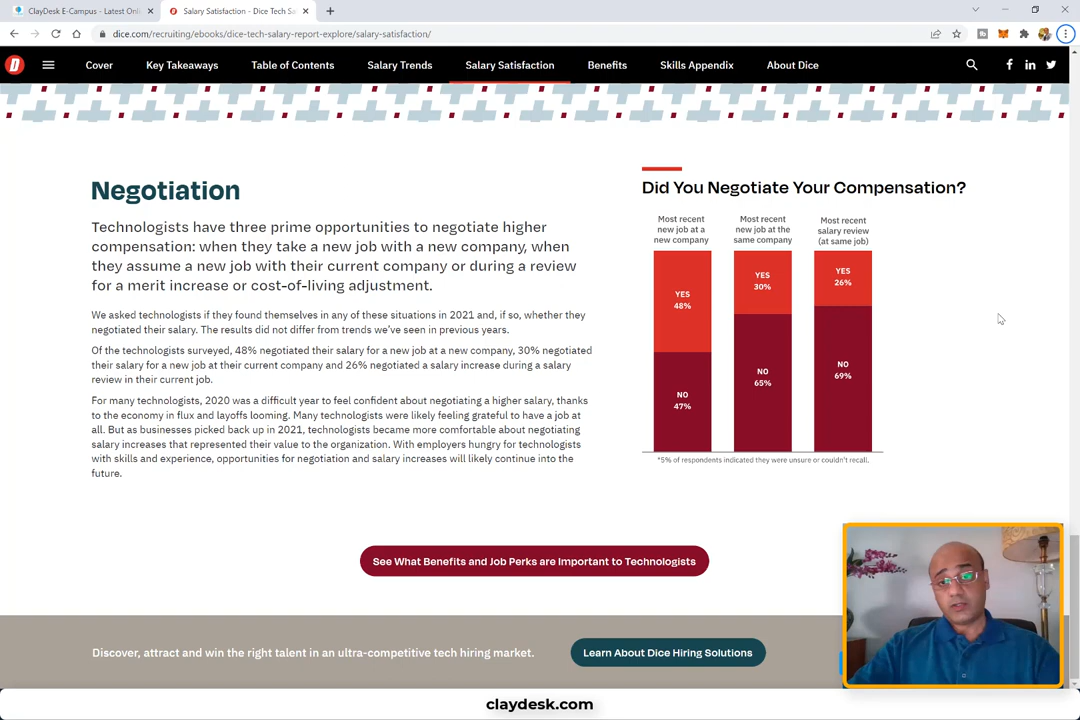 ClayDesk E-Campus - Latest Onli
Salary Satisfaction - Dice Tech S
dice.com/recruiting/ebooks/dice-tech-salary-report-explore/salary-satisfaction/
Cover
Key Takeaways
Table of Contents
Salary Trends
Salary Satisfaction
Benefits
Skills Appendix
About Dice
Negotiation
Technologists have three prime opportunities to negotiate higher
compensation: when they take a new job with a new company, when
they assume a new job with their current company or during a review
for a merit increase or cost-of-living adjustment.
We asked technologists if they found themselves in any of these situations in 2021 and, if so, whether they
negotiated their salary. The results did not differ from trends we've seen in previous years.
Of the technologists surveyed, 48% negotiated their salary for a new job at a new company, 30% negotiated
their salary for a new job at their current company and 26% negotiated a salary increase during a salary
review in their current job.
For many technologists, 2020 was a difficult year to feel confident about negotiating a higher salary, thanks
to the economy in flux and layoffs looming. Many technologists were likely feeling grateful to have a job at
all. But as businesses picked back up in 2021, technologists became more comfortable about negotiating
salary increases that represented their value to the organization. With employers hungry for technologists
with skills and experience, opportunities for negotiation and salary increases will likely continue into the
future.
Did You Negotiate Your Compensation?
Most recent
new job at a
new company
Most recent
new job at the
same company
Most recent
salary review
(at same job)
YES
48%
NO
47%
YES
30%
NO
65%
YES
26%
NO
69%
*5% of respondents indicated they were unsure or couldn't recall.
See What Benefits and Job Perks are Important to Technologists
Discover, attract and win the right talent in an ultra-competitive tech hiring market.
Learn About Dice Hiring Solutions
claydesk.com